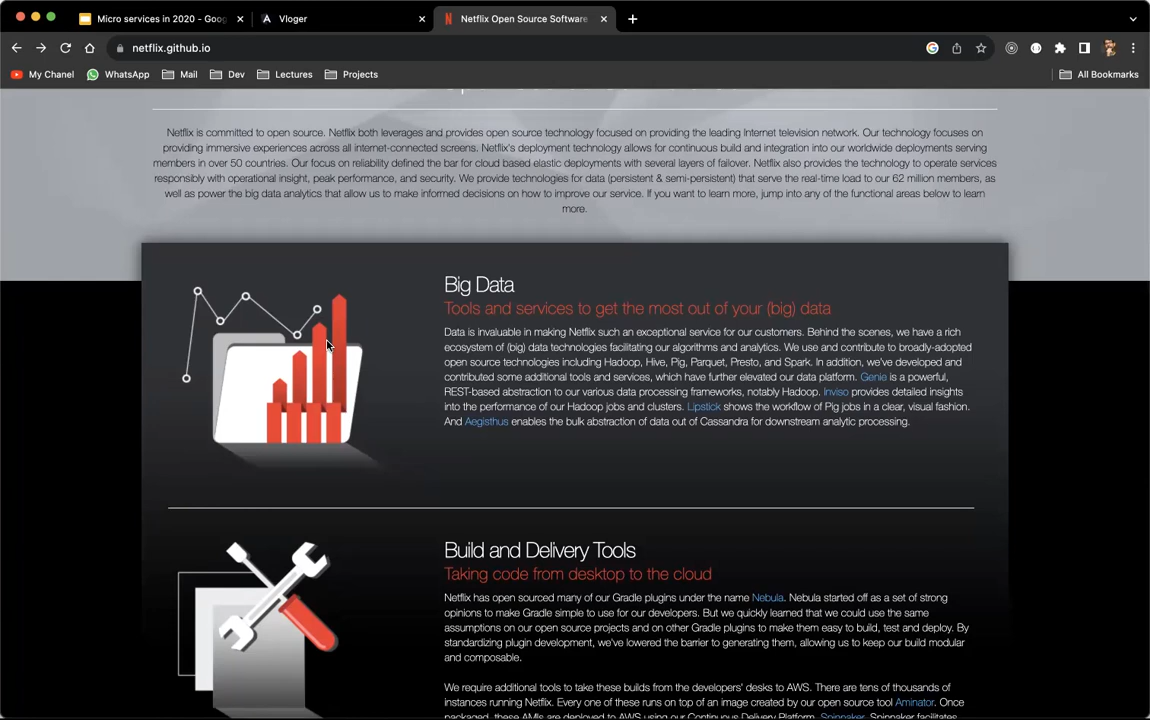 Micro services in 2020 - Goog
Vloger
Netflix Open Source Software
netflix.github.io
My Chanel
WhatsApp
Mail
Dev
Lectures
Projects
All Bookmarks
Netflix is committed to open source. Netflix both leverages and provides open source technology focused on providing the leading Internet television network. Our technology focuses on
providing immersive experiences across all internet-connected screens. Netflix's deployment technology allows for continuous build and integration into our worldwide deployments serving
members in over 50 countries. Our focus on reliability defined the bar for cloud based elastic deployments with several layers of failover. Netflix also provides the technology to operate services
responsibly with operational insight, peak performance, and security. We provide technologies for data (persistent & semi-persistent) that serve the real-time load to our 62 million members, as
well as power the big data analytics that allow us to make informed decisions on how to improve our service. If you want to learn more, jump into any of the functional areas below to learn
more.
Big Data
Tools and services to get the most out of your (big) data
Data is invaluable in making Netflix such an exceptional service for our customers. Behind the scenes, we have a rich
ecosystem of (big) data technologies facilitating our algorithms and analytics. We use and contribute to broadly-adopted
open source technologies including Hadoop, Hive, Pig, Parquet, Presto, and Spark. In addition, we've developed and
contributed some additional tools and services, which have further elevated our data platform. Genie is a powerful,
REST-based abstraction to our various data processing frameworks, notably Hadoop. Inviso provides detailed insights
into the performance of our Hadoop jobs and clusters. Lipstick shows the workflow of Pig jobs in a clear, visual fashion.
And Aegisthus enables the bulk abstraction of data out of Cassandra for downstream analytic processing.
Build and Delivery Tools
Taking code from desktop to the cloud
Netflix has open sourced many of our Gradle plugins under the name Nebula. Nebula started off as a set of strong
opinions to make Gradle simple to use for our developers. But we quickly learned that we could use the same
assumptions on our open source projects and on other Gradle plugins to make them easy to build, test and deploy. By
standardizing plugin development, we've lowered the barrier to generating them, allowing us to keep our build modular
and composable.
We require additional tools to take these builds from the developers' desks to AWS. There are tens of thousands of
instances running Netflix. Every one of these runs on top of an image created by our open source tool Aminator. Once
packaged, these AMIs are deployed to AWS using our Continuous Delivery Platform, Spinnaker. Spinnaker facilitates